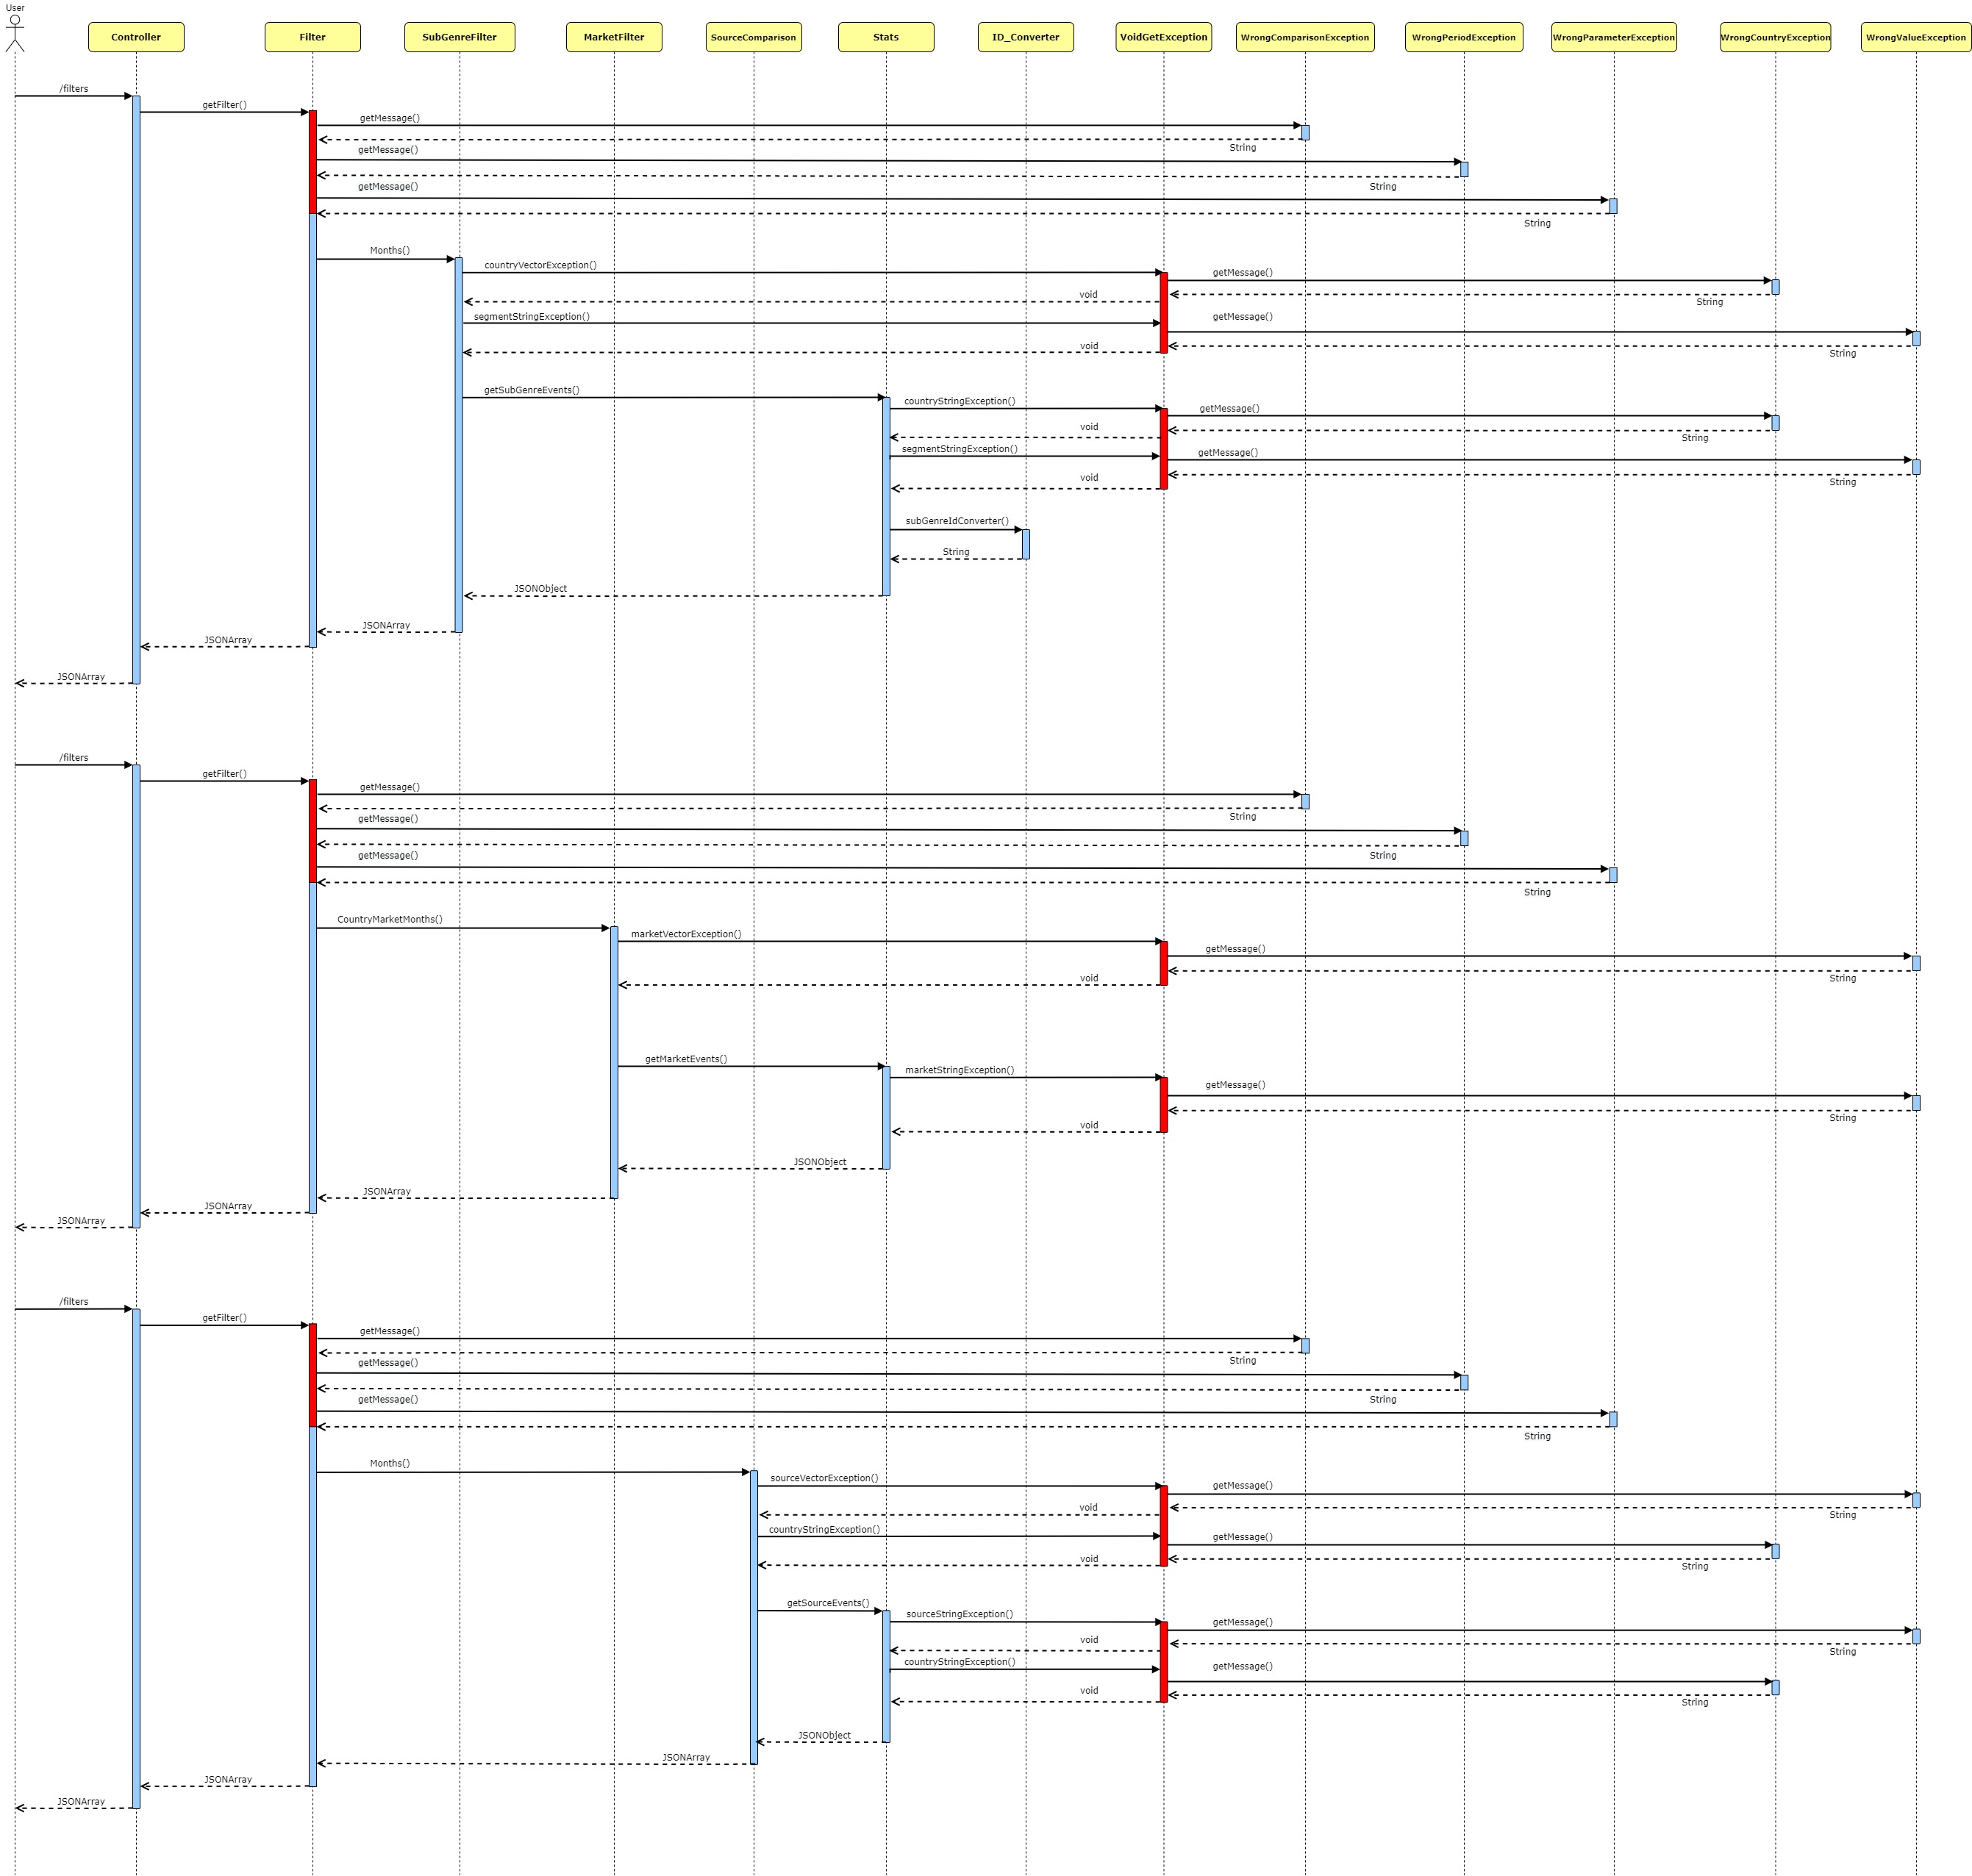 User
Controller
Filter
SubGenreFilter
MarketFilter
SourceComparison
Stats
ID_Converter
VoidGetException
WrongComparisonException
WrongPeriodException
WrongParameterException
WrongCountryException
WrongValueException
/filters
getFilter()
getMessage()
String
getMessage()
String
getMessage()
String
Months()
countryVectorException()
getMessage()
void
String
segmentStringException()
getMessage()
void
String
getSubGenreEvents()
countryStringException()
getMessage()
void
String
segmentStringException()
getMessage()
void
String
subGenreIdConverter()
String
JSONObject
JSONArray
JSONArray
JSONArray
/filters
getFilter()
getMessage()
String
getMessage()
String
getMessage()
String
CountryMarketMonths()
marketVectorException()
getMessage()
void
String
getMarketEvents()
marketStringException()
getMessage()
String
void
JSONObject
JSONArray
JSONArray
JSONArray
/filters
getFilter()
getMessage()
String
getMessage()
String
getMessage()
String
Months()
sourceVectorException()
getMessage()
void
String
countryStringException()
getMessage()
void
String
getSourceEvents()
sourceStringException()
getMessage()
void
String
countryStringException()
getMessage()
void
String
JSONObject
JSONArray
JSONArray
JSONArray